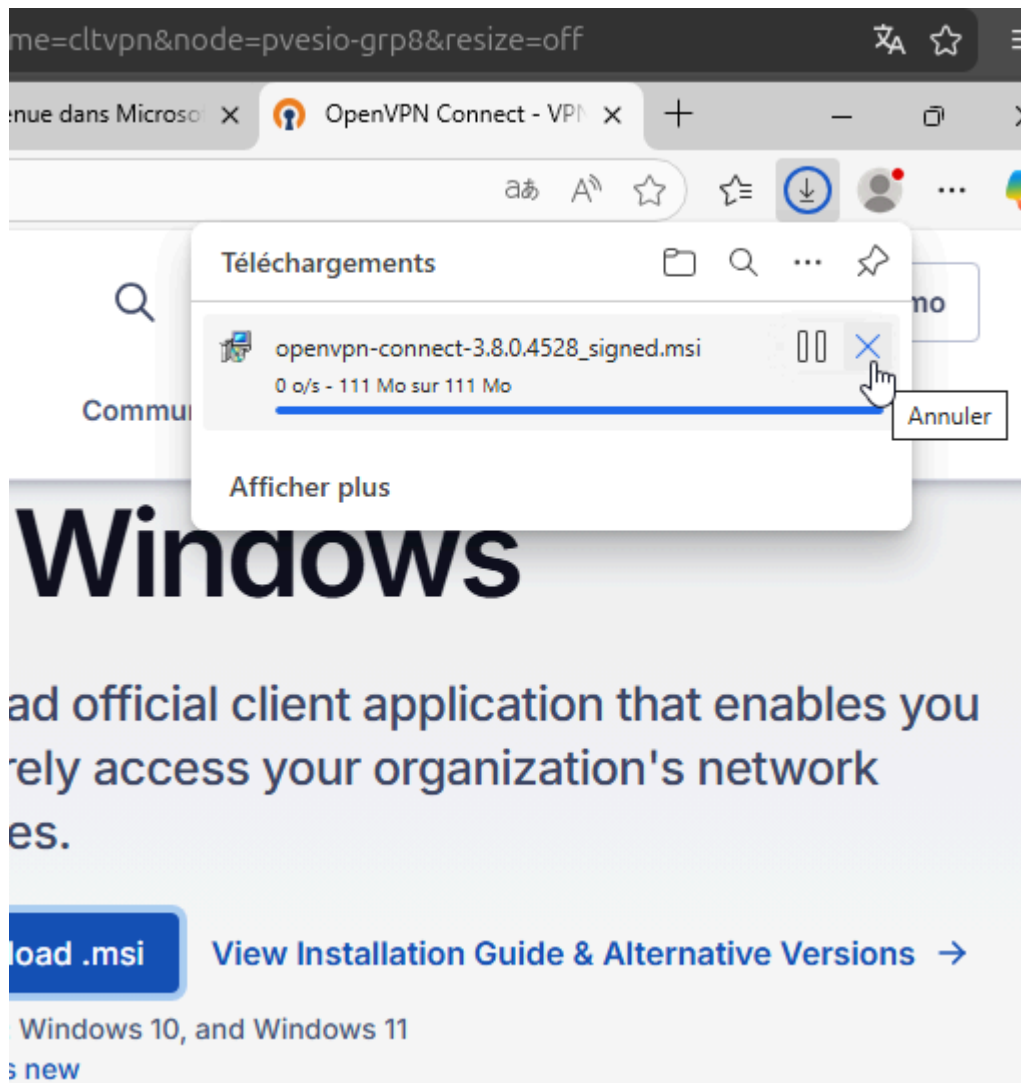 me=cltvpn&node=pvesio-grp8&resize=off
enue dans Microso
OpenVPN Connect - VPN
Téléchargements
mo
openvpn-connect-3.8.0.4528_signed.msi
0 o/s - 111 Mo sur 111 Mo
Commu
Annuler
Afficher plus
Windows
ad official client application that enables you
rely access your organization's network
es.
load .msi
View Installation Guide & Alternative Versions →
Windows 10, and Windows 11
s new